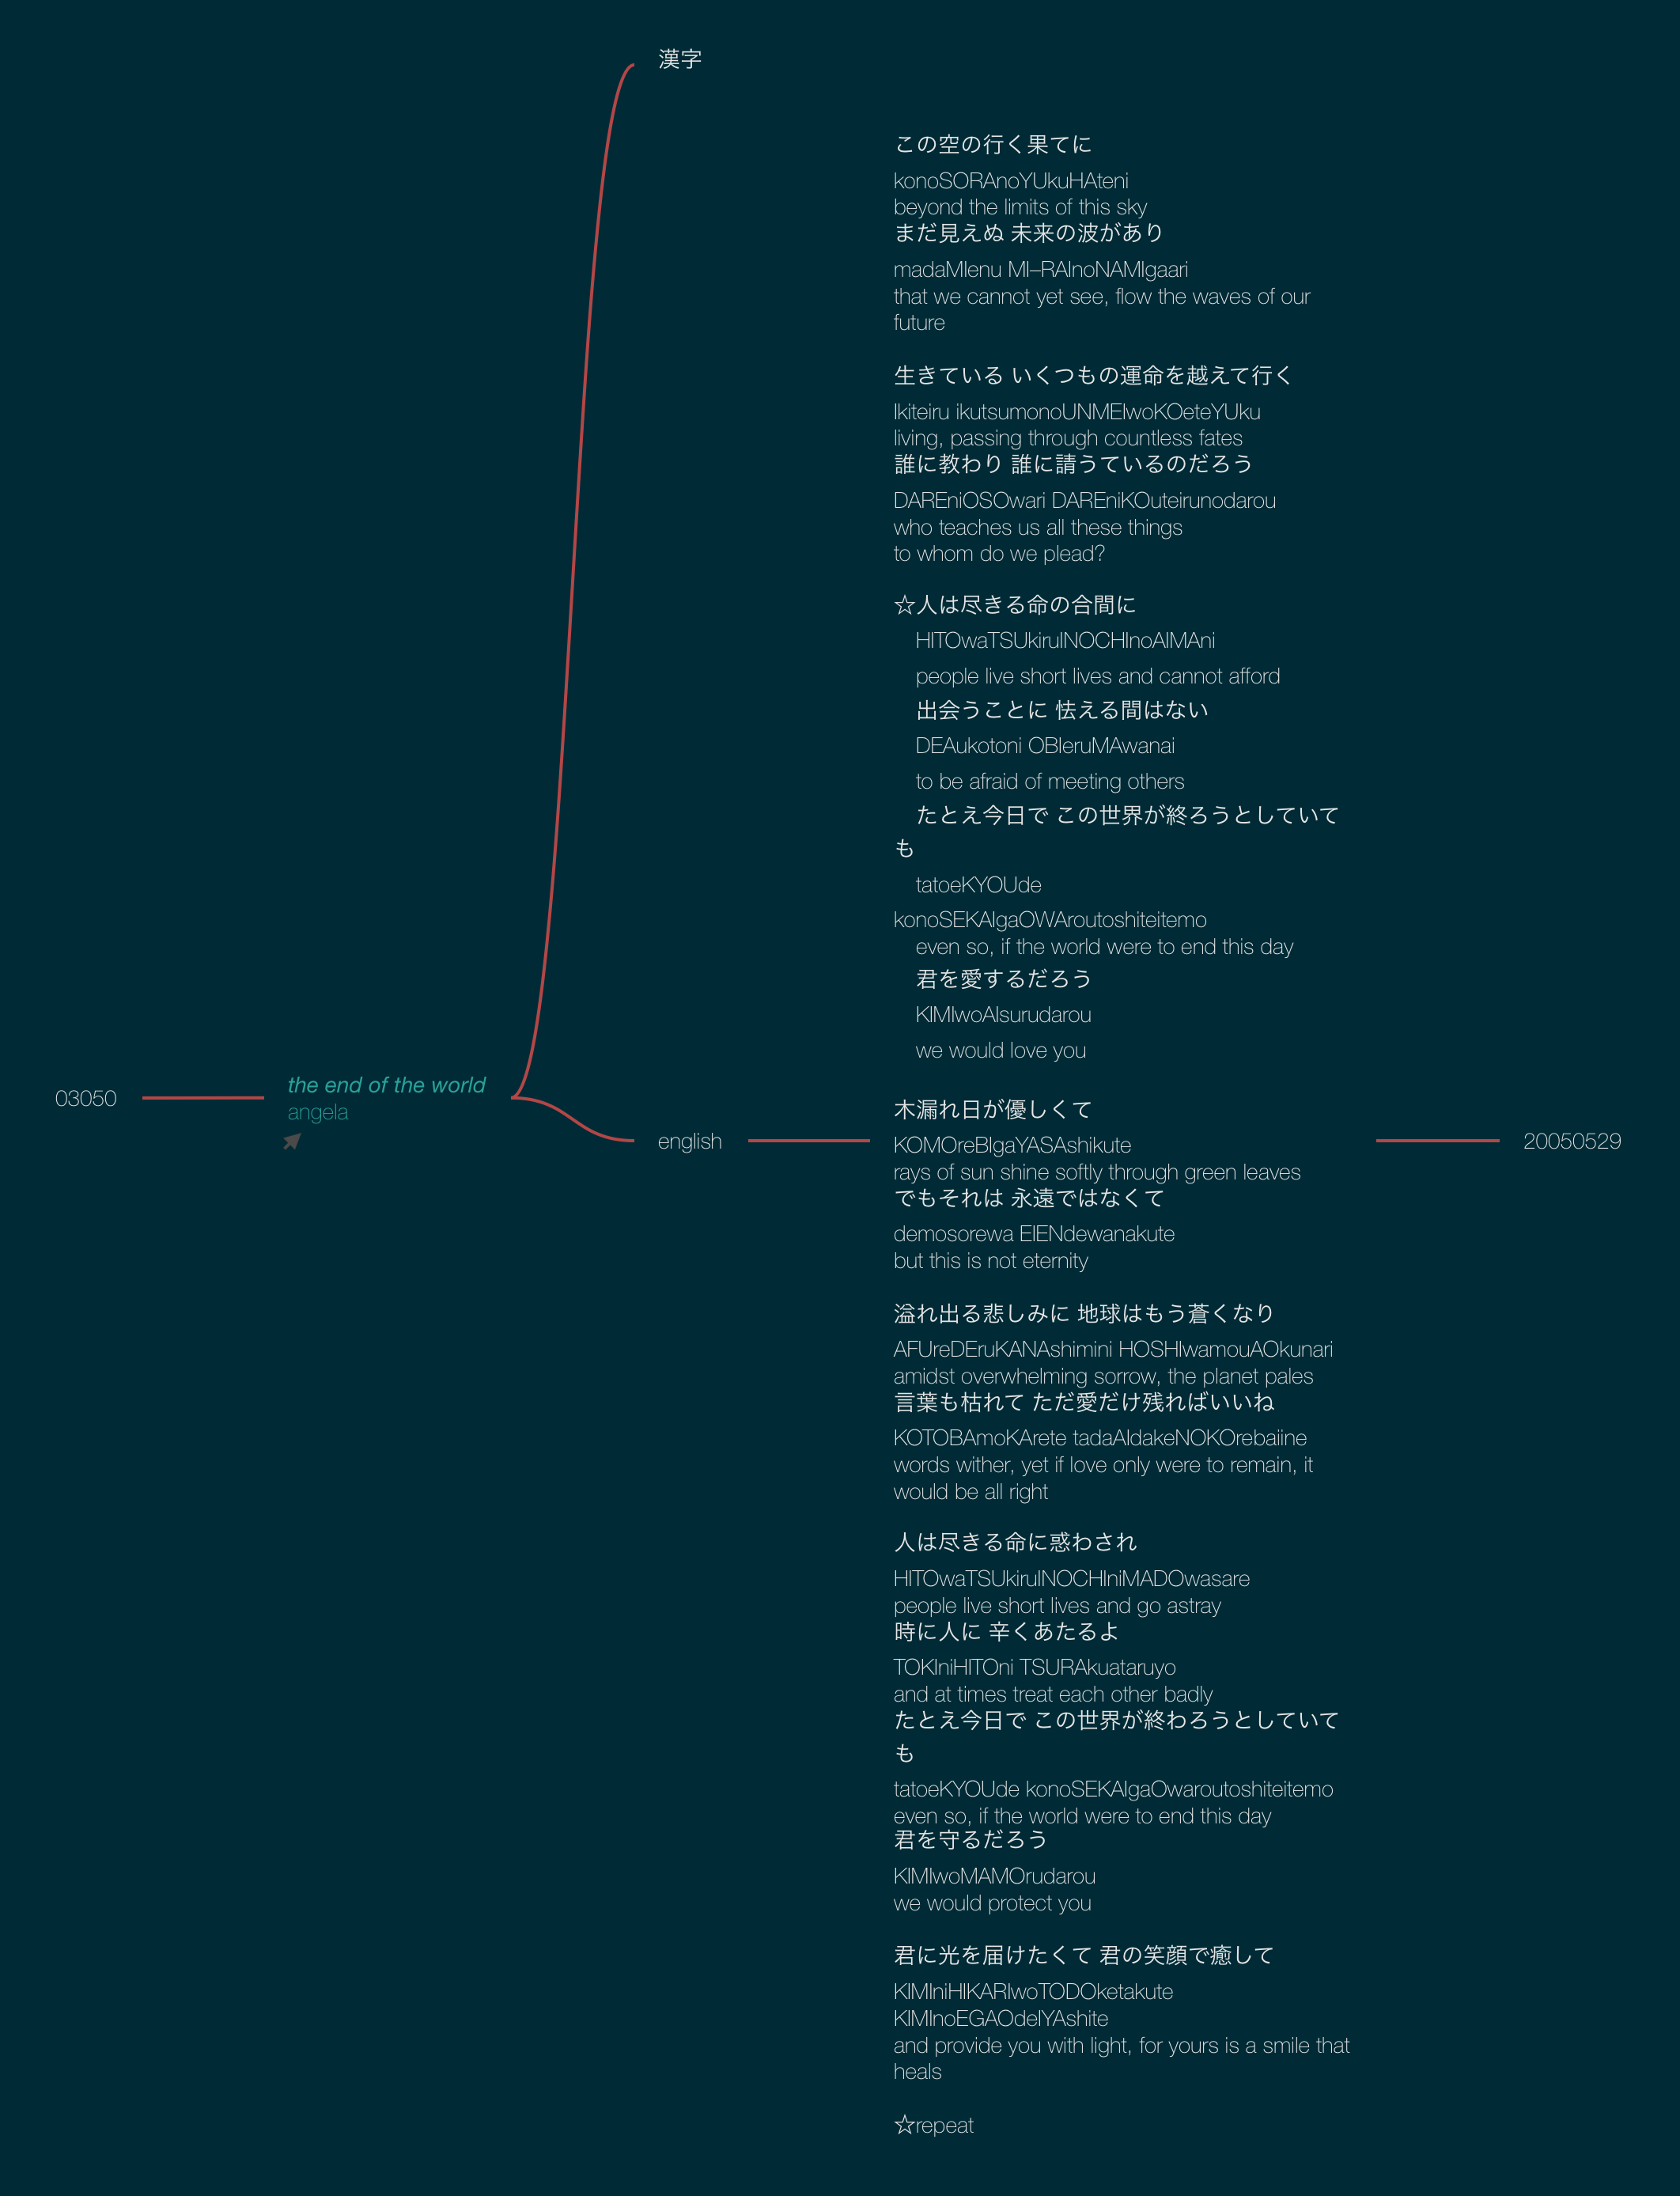 漢字
この空の行く果てに
konoSORAnoYUkuHAteni
beyond the limits of this sky
まだ見えぬ 未来の波があり
madaMIenu MI–RAInoNAMIgaari
that we cannot yet see, flow the waves of our
future
生きている いくつもの運命を越えて行く
Ikiteiru ikutsumonoUNMEIwoKOeteYUku
living, passing through countless fates
誰に教わり 誰に請うているのだろう
DAREniOSOwari DAREniKOuteirunodarou
who teaches us all these things
to whom do we plead?
☆人は尽きる命の合間に
HITOwaTSUkiruINOCHInoAIMAni
people live short lives and cannot afford
出会うことに 怯える間はない
DEAukotoni OBIeruMAwanai
to be afraid of meeting others
たとえ今日で この世界が終ろうとしていて
も
tatoeKYOUde
konoSEKAIgaOWAroutoshiteitemo
even so, if the world were to end this day
君を愛するだろう
KIMIwoAIsurudarou
we would love you
03050
the end of the world
angela
english
木漏れ日が優しくて
KOMOreBIgaYASAshikute
rays of sun shine softly through green leaves
でもそれは 永遠ではなくて
demosorewa EIENdewanakute
but this is not eternity
溢れ出る悲しみに 地球はもう蒼くなり
AFUreDEruKANAshimini HOSHIwamouAOkunari
amidst overwhelming sorrow, the planet pales
言葉も枯れて ただ愛だけ残ればいいね
KOTOBAmoKArete tadaAIdakeNOKOrebaiine
words wither, yet if love only were to remain, it
would be all right
人は尽きる命に惑わされ
HITOwaTSUkiruINOCHIniMADOwasare
people live short lives and go astray
時に人に 辛くあたるよ
TOKIniHITOni TSURAkuataruyo
and at times treat each other badly
たとえ今日で この世界が終わろうとしていて
も
tatoeKYOUde konoSEKAIgaOwaroutoshiteitemo
even so, if the world were to end this day
君を守るだろう
KIMIwoMAMOrudarou
we would protect you
君に光を届けたくて 君の笑顔で癒して
KIMIniHIKARIwoTODOketakute
KIMInoEGAOdeIYAshite
and provide you with light, for yours is a smile that
heals
☆repeat
20050529